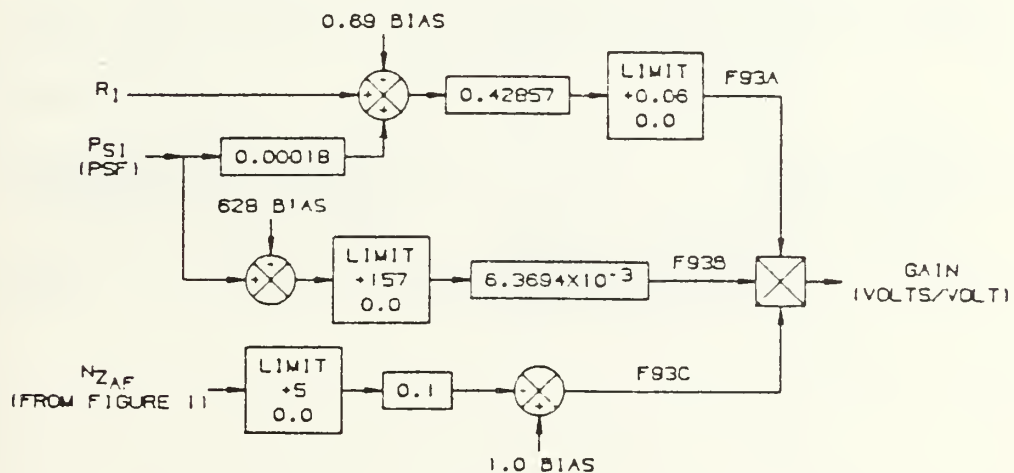 0.69 BIAS
R1
-
+
+
0.42857
LIMIT
+0.06
0.0
F93A
PS1
(PSF)
0.00018
628 BIAS
+
-
LIMIT
+157
0.0
6.3694X10-3
F93B
GAIN
(VOLTS/VOLT)
NZAF
(FROM FIGURE 1)
LIMIT
+5
0.0
0.1
-
+
F93C
1.0 BIAS